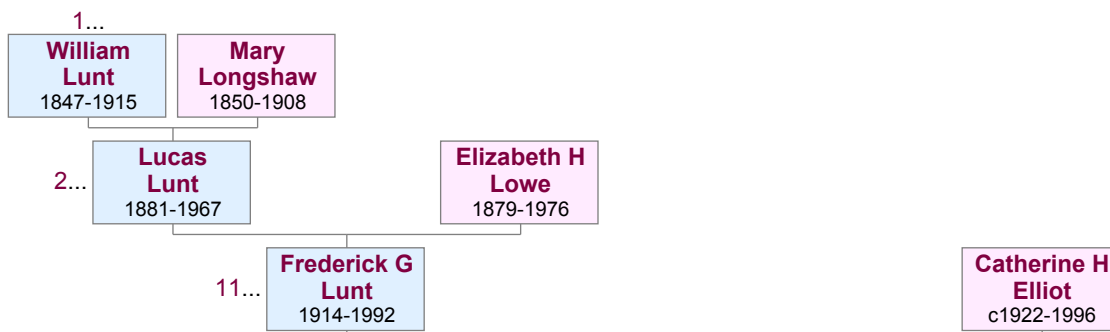 1...
William
Lunt
1847-1915
Mary
Longshaw
1850-1908
2...
Lucas
Lunt
1881-1967
Elizabeth H
Lowe
1879-1976
11...
Frederick G
Lunt
1914-1992
Catherine H
Elliot
c1922-1996